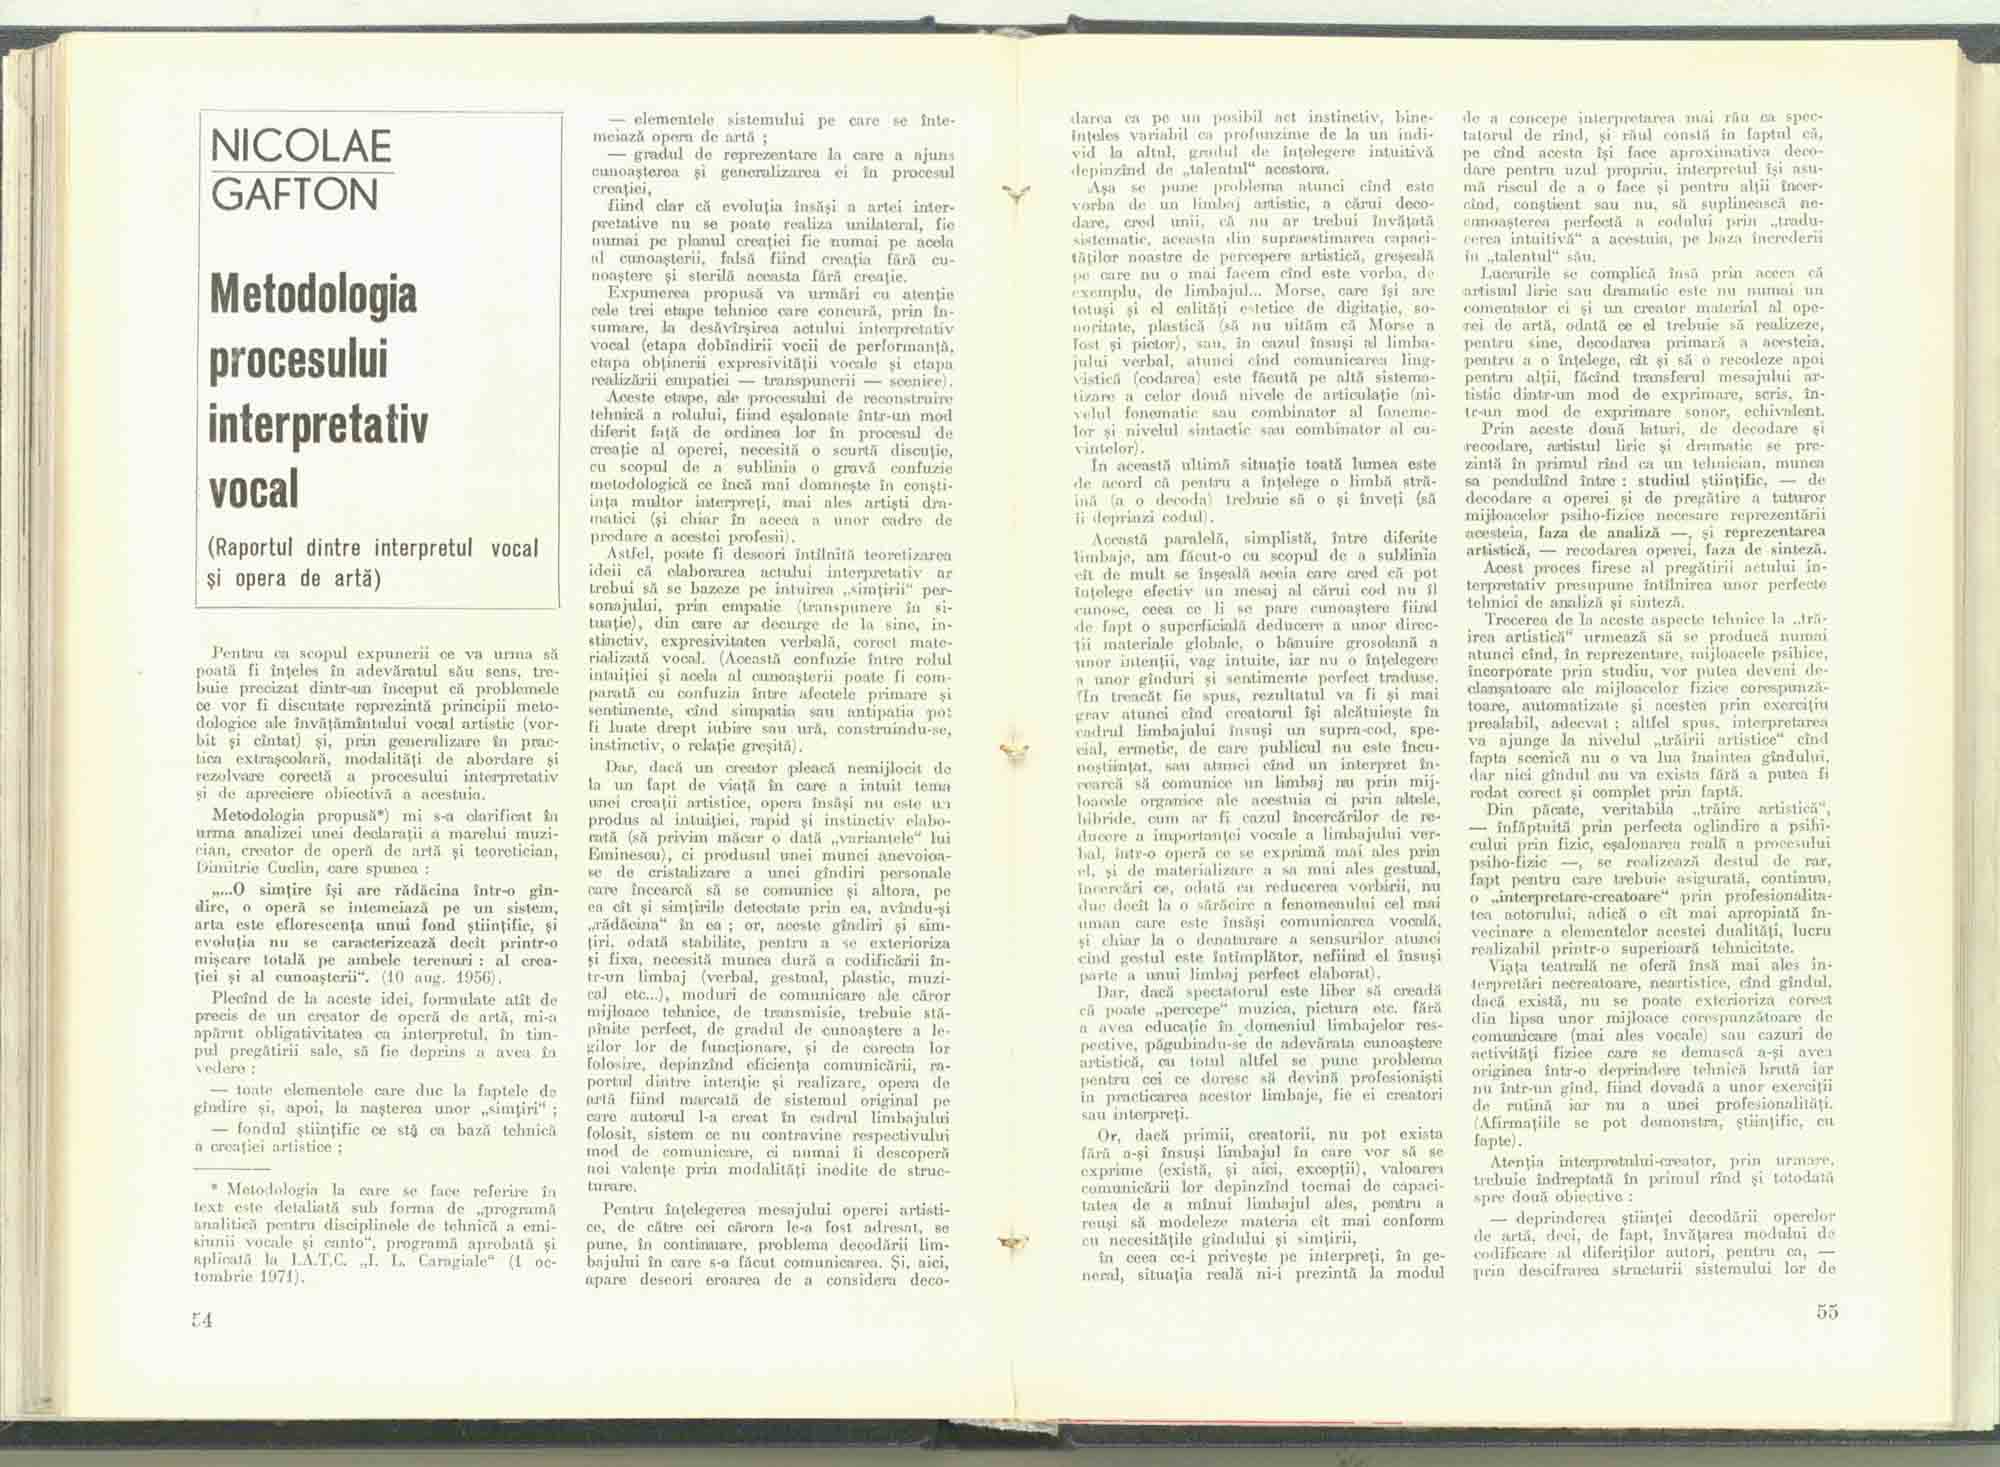 NICOLAE
GAFTON
Metodologia
procesului
interpretativ
vocal
(Raportul dintre interpretul vocal
și opera de artă)
Pentru ca scopul expunerii ce va urma să
poată fi înțeles în adevăratul său sens, tre-
buie precizat dintr-un început că problemele
ce vor fi discutate reprezintă principii meto-
dologice ale învățămîntului vocal artistic (vor-
bit și cîntat) și, prin generalizare în prac-
tica extrașcolară, modalități de abordare și
rezolvare corectă a procesului interpretativ
și de apreciere obiectivă a acestuia.
Metodologia propusă*) mi s-a clarificat în
urma analizei unei declarații a marelui muzi-
cian, creator de operă de artă și teoretician,
Dimitrie Cuclin, care spunea :
„...O simțire își are rădăcina într-o gîn-
dire, o operă se întemeiază pe un sistem,
arta este eflorescența unui fond științific, și
evoluția nu se caracterizează decît printr-o
mișcare totală pe ambele terenuri : al crea-
ției și al cunoașterii“. (10 aug. 1956).
Plecînd de la aceste idei, formulate atît de
precis de un creator de operă de artă, mi-a
apărut obligativitatea ca interpretul, în tim-
pul pregătirii sale, să fie deprins a avea în
vedere :
— toate elementele care duc la faptele de
gîndire și, apoi, la nașterea unor „simțiri“ ;
— fondul științific ce stă ca bază tehnică
a creației artistice ;
* Metodologia la care se face referire în
text este detaliată sub forma de „programă
analitică pentru disciplinele de tehnică a emi-
siunii vocale și canto“, programă aprobată și
aplicată la I.A.T.C. „I. L. Caragiale“ (1 oc-
tombrie 1971).
54
— elementele sistemului pe care se înte-
meiază opera de artă ;
— gradul de reprezentare la care a ajuns
cunoașterea și generalizarea ei în procesul
creației,
fiind clar că evoluția însăși a artei inter-
pretative nu se poate realiza unilateral, fie
numai pe planul creației fie numai pe acela
al cunoașterii, falsă fiind creația fără cu-
noaștere și sterilă aceasta fără creație.
Expunerea propusă va urmări cu atenție
cele trei etape tehnice care concură, prin în-
sumare, la desăvîrșirea actului interpretativ
vocal (etapa dobîndirii vocii de performanță,
etapa obținerii expresivității vocale și etapa
realizării empatiei — transpunerii — scenice).
Aceste etape, ale procesului de reconstruire
tehnică a rolului, fiind eșalonate într-un mod
diferit față de ordinea lor în procesul de
creație al operei, necesită o scurtă discuție,
cu scopul de a sublinia o gravă confuzie
metodologică ce încă mai domnește în conști-
ința multor interpreți, mai ales artiști dra-
matici (și chiar în aceea a unor cadre de
predare a acestei profesii).
Astfel, poate fi deseori întîlnită teoretizarea
ideii că elaborarea actului interpretativ ar
trebui să se bazeze pe intuirea „simțirii“ per-
sonajului, prin empatie (transpunere în si-
tuație), din care ar decurge de la sine, in-
stinctiv, expresivitatea verbală, corect mate-
rializată vocal. (Această confuzie între rolul
intuiției și acela al cunoașterii poate fi com-
parată cu confuzia între afectele primare și
sentimente, cînd simpatia sau antipatia pot
fi luate drept iubire sau ură, construindu-se,
instinctiv, o relație greșită).
Dar, dacă un creator pleacă nemijlocit de
la un fapt de viață în care a intuit tema
unei creații artistice, opera însăși nu este un
produs al intuiției, rapid și instinctiv elabo-
rată (să privim măcar o dată „variantele“ lui
Eminescu), ci produsul unei munci anevoioa-
se de cristalizare a unei gîndiri personale
care încearcă să se comunice și altora, pe
ea cît și simțirile detectate prin ea, avîndu-și
„rădăcina“ în ea ; or, aceste gîndiri și sim-
țiri, odată stabilite, pentru a se exterioriza
și fixa, necesită munca dură a codificării în-
tr-un limbaj (verbal, gestual, plastic, muzi-
cal etc...), moduri de comunicare ale căror
mijloace tehnice, de transmisie, trebuie stă-
pînite perfect, de gradul de cunoaștere a le-
gilor lor de funcționare, și de corecta lor
folosire, depinzînd eficiența comunicării, ra-
portul dintre intenție și realizare, opera de
artă fiind marcată de sistemul original pe
care autorul l-a creat în cadrul limbajului
folosit, sistem ce nu contravine respectivului
mod de comunicare, ci numai îi descoperă
noi valențe prin modalități inedite de struc-
turare.
Pentru înțelegerea mesajului operei artisti-
ce, de către cei cărora le-a fost adresat, se
pune, în continuare, problema decodării lim-
bajului în care s-a făcut comunicarea. Și, aici,
apare deseori eroarea de a considera deco-
darea ca pe un posibil act instinctiv, bine-
înțeles variabil ca profunzime de la un indi-
vid la altul, gradul de înțelegere intuitivă
depinzînd de „talentul“ acestora.
Așa se pune problema atunci cînd este
vorba de un limbaj artistic, a cărui deco-
dare, cred unii, că nu ar trebui învățată
sistematic, aceasta din supraestimarea capaci-
tăților noastre de percepere artistică, greșeală
pe care nu o mai facem cînd este vorba, de
exemplu, de limbajul... Morse, care își are
totuși și el calități estetice de digitație, so-
noritate, plastică (să nu uităm că Morse a
fost și pictor), sau, în cazul însuși al limba-
jului verbal, atunci cînd comunicarea ling-
vistică (codarea) este făcută pe altă sistema-
tizare a celor două nivele de articulație (ni-
velul fonematic sau combinator al foneme-
lor și nivelul sintactic sau combinator al cu-
vintelor).
În această ultimă situație toată lumea este
de acord că pentru a înțelege o limbă stră-
ină (a o decoda) trebuie să o și înveți (să
îi deprinzi codul).
Această paralelă, simplistă, între diferite
limbaje, am făcut-o cu scopul de a sublinia
cît de mult se înșeală aceia care cred că pot
înțelege efectiv un mesaj al cărui cod nu îl
cunosc, ceea ce li se pare cunoaștere fiind
de fapt o superficială deducere a unor direc-
ții materiale globale, o bănuire grosolană a
unor intenții, vag intuite, iar nu o înțelegere
a unor gînduri și sentimente perfect traduse.
(În treacăt fie spus, rezultatul va fi și mai
grav atunci cînd creatorul își alcătuiește în
cadrul limbajului însuși un supra-cod, spe-
cial, ermetic, de care publicul nu este încu-
noștiințat, sau atunci cînd un interpret în-
cearcă să comunice un limbaj nu prin mij-
loacele organice ale acestuia ci prin altele,
hibride, cum ar fi cazul încercărilor de re-
ducere a importanței vocale a limbajului ver-
bal, într-o operă ce se exprimă mai ales prin
el, și de materializare a sa mai ales gestual,
încercări ce, odată cu reducerea vorbirii, nu
duc decît la o sărăcire a fenomenului cel mai
uman care este însăși comunicarea vocală,
și chiar la o denaturare a sensurilor atunci
cînd gestul este întîmplător, nefiind el însuși
parte a unui limbaj perfect elaborat).
Dar, dacă spectatorul este liber să creadă
că poate „percepe“ muzica, pictura etc. fără
a avea educație în domeniul limbajelor res-
pective, păgubindu-se de adevărata cunoaștere
artistică, cu totul altfel se pune problema
pentru cei ce doresc să devină profesioniști
în practicarea acestor limbaje, fie ei creatori
sau interpreți.
Or, dacă primii, creatorii, nu pot exista
fără a-și însuși limbajul în care vor să se
exprime (există, și aici, excepții), valoarea
comunicării lor depinzînd tocmai de capaci-
tatea de a mînui limbajul ales, pentru a
reuși să modeleze materia cît mai conform
cu necesitățile gîndului și simțirii,
în ceea ce-i privește pe interpreți, în ge-
neral, situația reală ni-i prezintă la modul
de a concepe interpretarea mai rău ca spec-
tatorul de rînd, și răul constă în faptul că,
pe cînd acesta își face aproximativa deco-
dare pentru uzul propriu, interpretul își asu-
mă riscul de a o face și pentru alții încer-
cînd, conștient sau nu, să suplinească ne-
cunoașterea perfectă a codului prin „tradu-
cerea intuitivă“ a acestuia, pe baza încrederii
în „talentul“ său.
Lucrurile se complică însă prin aceea că
artistul liric sau dramatic este nu numai un
comentator ci și un creator material al ope-
rei de artă, odată ce el trebuie să realizeze,
pentru sine, decodarea primară a acesteia,
pentru a o înțelege, cît și să o recodeze apoi
pentru alții, făcînd transferul mesajului ar-
tistic dintr-un mod de exprimare, scris, în-
tr-un mod de exprimare sonor, echivalent.
Prin aceste două laturi, de decodare și
recodare, artistul liric și dramatic se pre-
zintă în primul rînd ca un tehnician, munca
sa pendulînd între : studiul științific, — de
decodare a operei și de pregătire a tuturor
mijloacelor psiho-fizice necesare reprezentării
acesteia, faza de analiză —, și reprezentarea
artistică, — recodarea operei, faza de sinteză.
Acest proces firesc al pregătirii actului in-
terpretativ presupune întîlnirea unor perfecte
tehnici de analiză și sinteză.
Trecerea de la aceste aspecte tehnice la „tră-
irea artistică“ urmează să se producă numai
atunci cînd, în reprezentare, mijloacele psihice,
încorporate prin studiu, vor putea deveni de-
clanșatoare ale mijloacelor fizice corespunză-
toare, automatizate și acestea prin exercițiu
prealabil, adecvat ; altfel spus, interpretarea
va ajunge la nivelul „trăirii artistice“ cînd
fapta scenică nu o va lua înaintea gîndului,
dar nici gîndul nu va exista fără a putea fi
redat corect și complet prin faptă.
Din păcate, veritabila „trăire artistică“,
— înfăptuită prin perfecta oglindire a psihi-
cului prin fizic, eșalonarea reală a procesului
psiho-fizic —, se realizează destul de rar,
fapt pentru care trebuie asigurată, continuu,
o „interpretare-creatoare“ prin profesionalita-
tea actorului, adică o cît mai apropiată în-
vecinare a elementelor acestei dualități, lucru
realizabil printr-o superioară tehnicitate.
Viața teatrală ne oferă însă mai ales in-
terpretări necreatoare, neartistice, cînd gîndul,
dacă există, nu se poate exterioriza corect
din lipsa unor mijloace corespunzătoare de
comunicare (mai ales vocale) sau cazuri de
activități fizice care se demască a-și avea
originea într-o deprindere tehnică brută iar
nu într-un gînd, fiind dovadă a unor exerciții
de rutină iar nu a unei profesionalități.
(Afirmațiile se pot demonstra, științific, cu
fapte).
Atenția interpretului-creator, prin urmare,
trebuie îndreptată în primul rînd și totodată
spre două obiective :
— deprinderea științei decodării operelor
de artă, deci, de fapt, învățarea modului de
codificare al diferiților autori, pentru ca, —
prin descifrarea structurii sistemului lor de
55